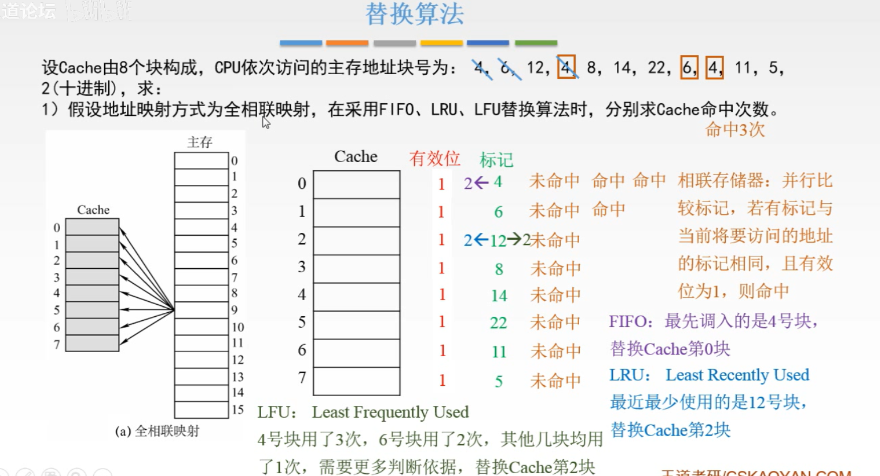 道论坛
替换算法
设Cache由8个块构成，CPU依次访问的主存地址块号为： 4, 6, 12, 4, 8, 14, 22, 6, 4, 11, 5,
2(十进制)，求：
1）假设地址映射方式为全相联映射，在采用FIFO、LRU、LFU替换算法时，分别求Cache命中次数。
命中3次
主存
0
1
2
3
4
5
6
7
8
9
10
11
12
13
14
15
Cache
0
1
2
3
4
5
6
7
(a) 全相联映射
Cache 有效位 标记
0 1 2← 4 未命中 命中 命中
1 1 6 未命中 命中
2 1 2←12→2未命中
3 1 8 未命中
4 1 14 未命中
5 1 22 未命中
6 1 11 未命中
7 1 5 未命中
相联存储器：并行比
较标记，若有标记与
当前将要访问的地址
的标记相同，且有效
位为1，则命中
FIFO：最先调入的是4号块，
替换Cache第0块
LRU： Least Recently Used
最近最少使用的是12号块，
替换Cache第2块
LFU： Least Frequently Used
4号块用了3次，6号块用了2次，其他几块均用
了1次，需要更多判断依据，替换Cache第2块
王道考研/CSKAOYAN.COM